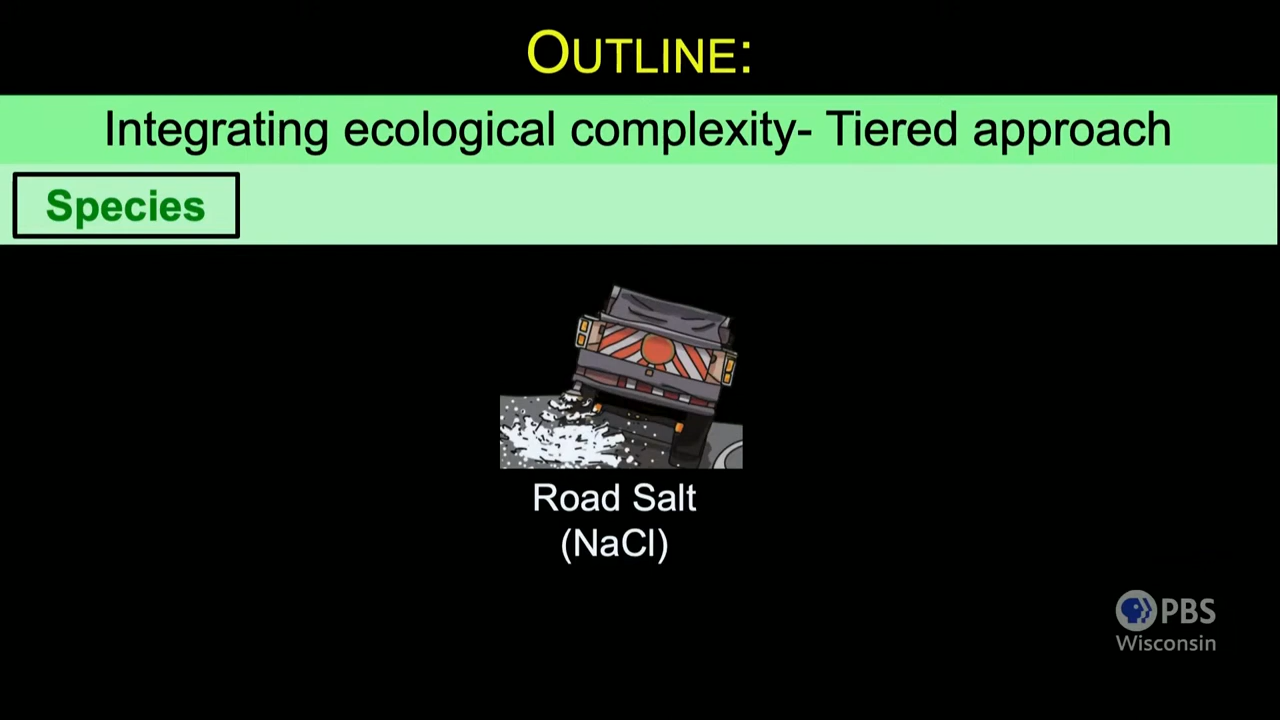 OUTLINE:
Integrating ecological complexity- Tiered approach
Species
Road Salt
(NaCl)
PBS
Wisconsin